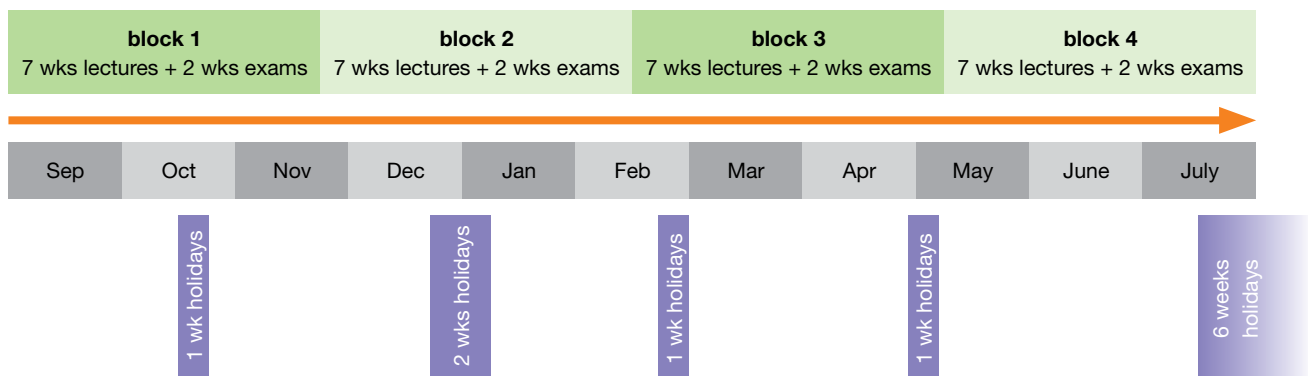 block 1
7 wks lectures + 2 wks exams
block 2
7 wks lectures + 2 wks exams
block 3
7 wks lectures + 2 wks exams
block 4
7 wks lectures + 2 wks exams
Sep
Oct
Nov
Dec
Jan
Feb
Mar
Apr
May
June
July
1 wk holidays
2 wks holidays
1 wk holidays
1 wk holidays
6 weeks
holidays